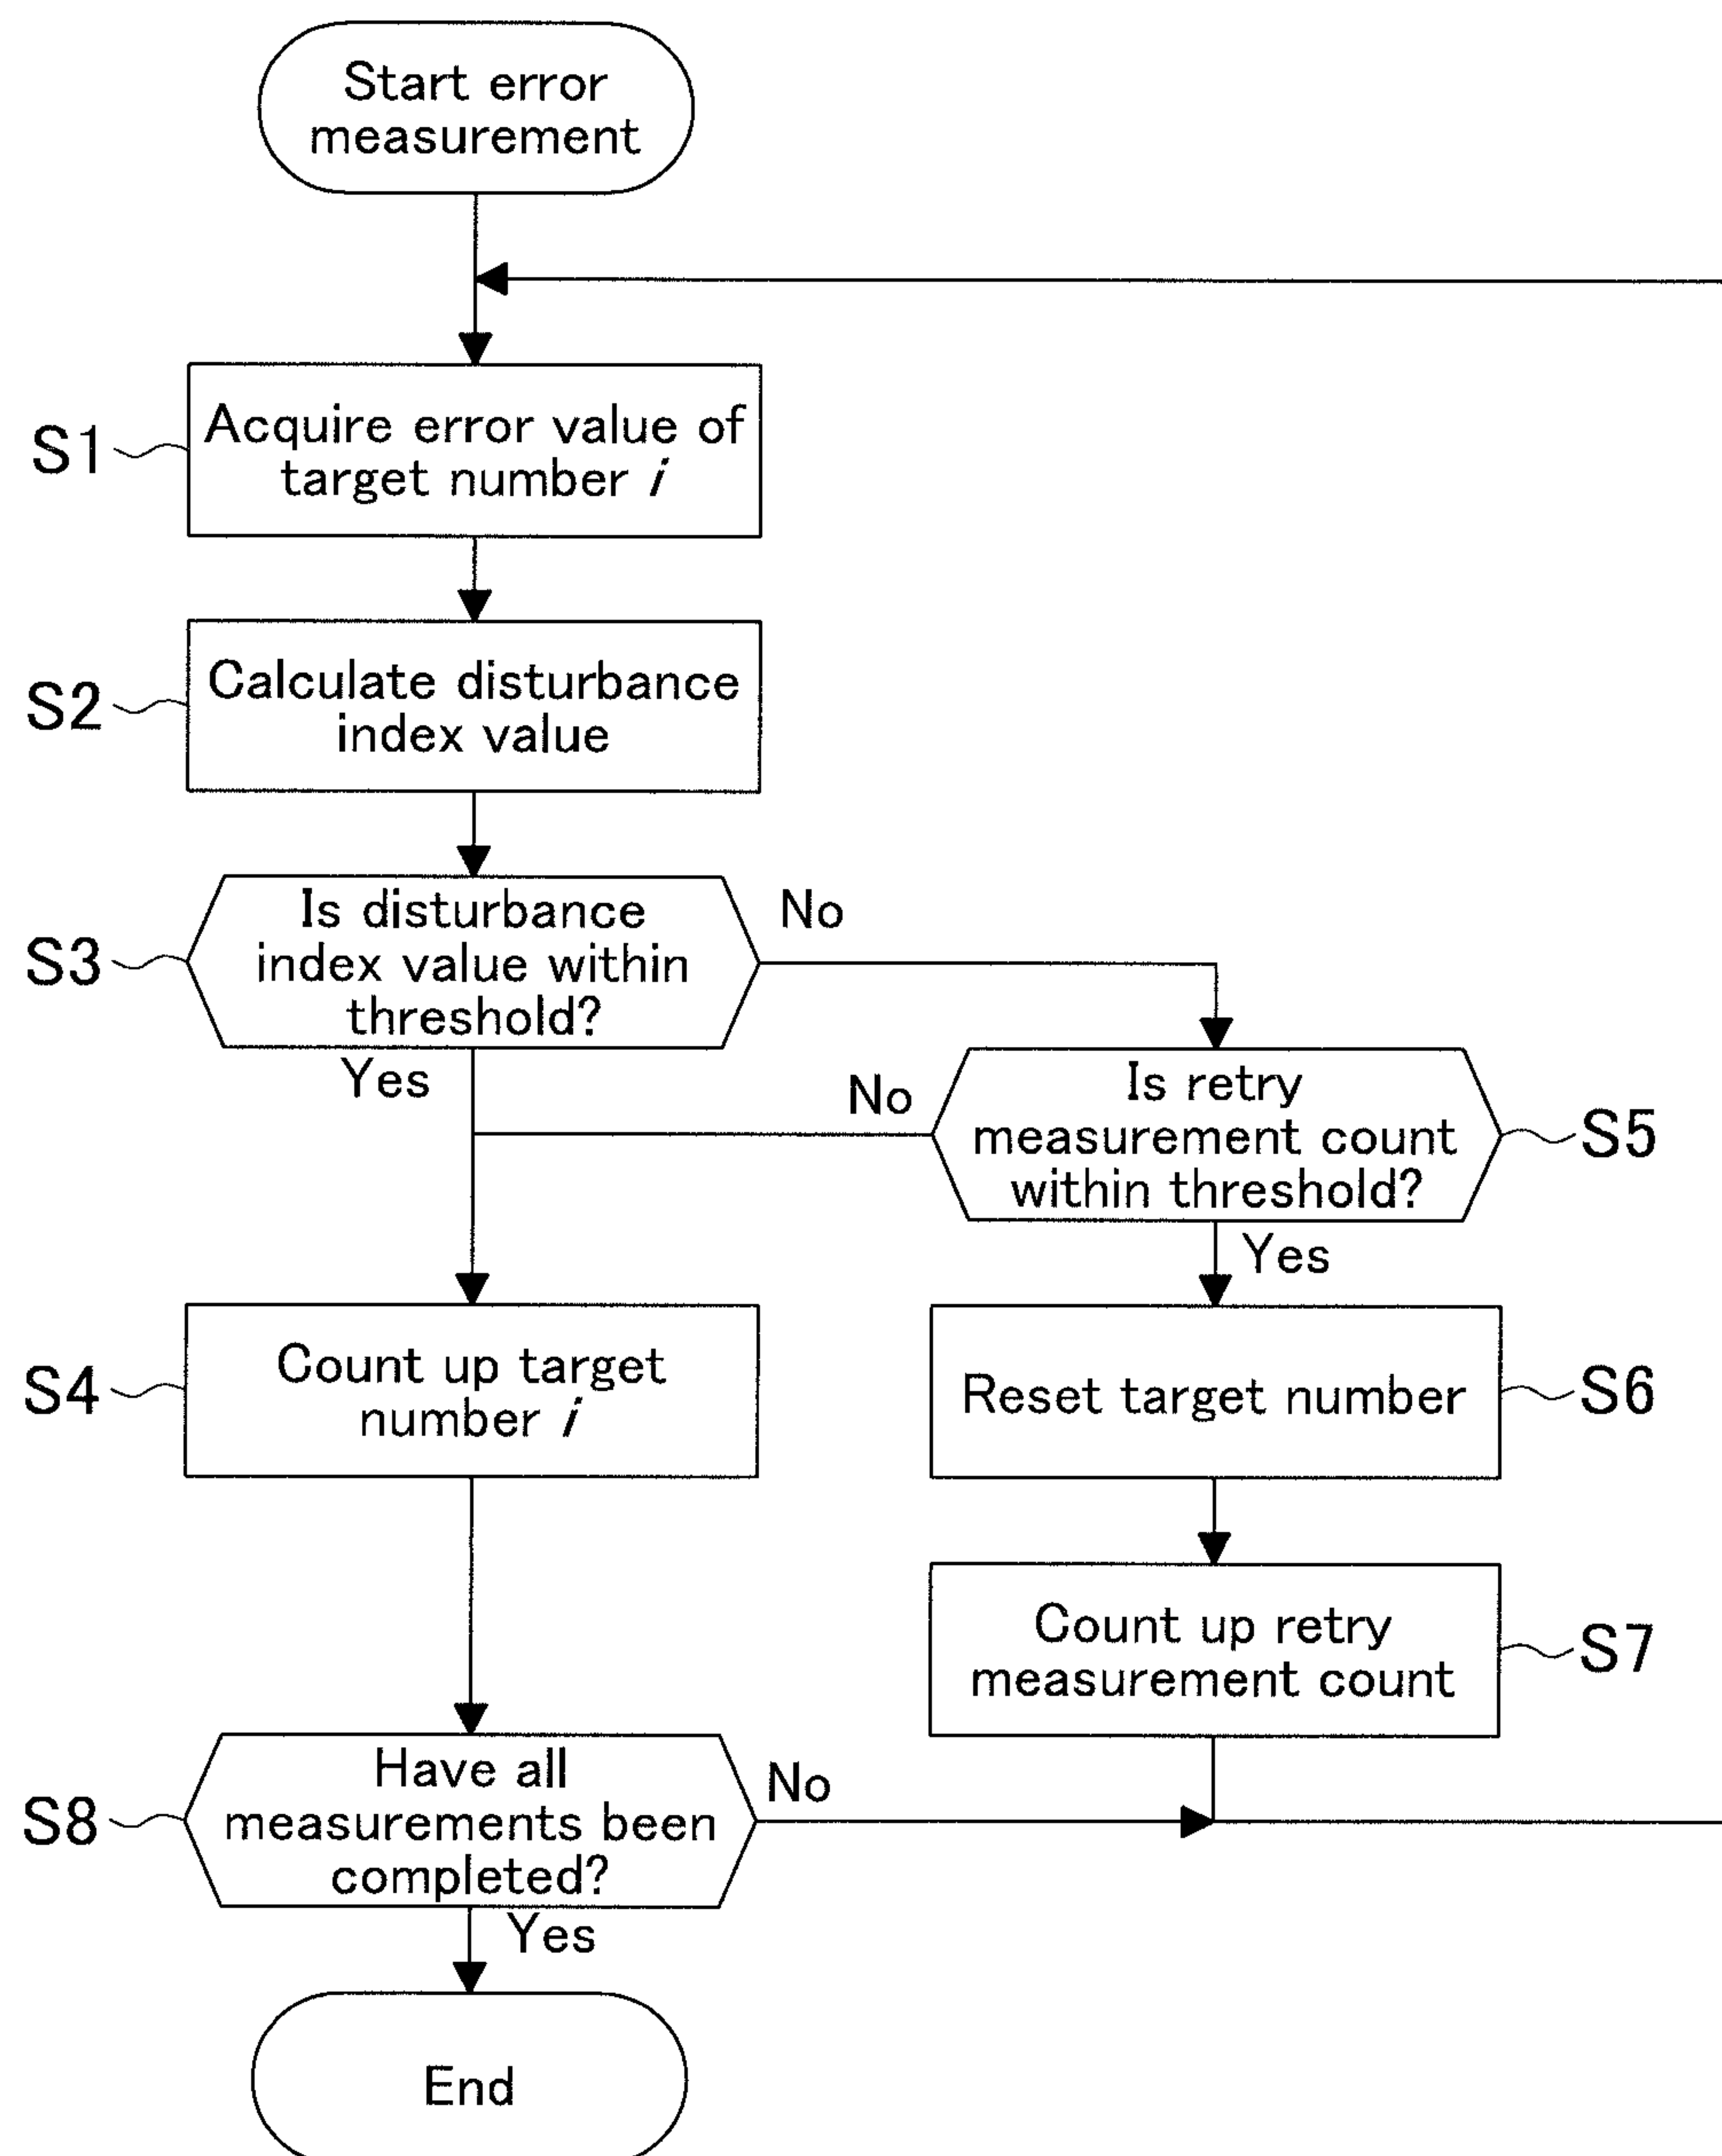 Start error
measurement
S1
Acquire error value of
target number i
S2
Calculate disturbance
index value
S3
Is disturbance
index value within
threshold?
No
Yes
No
Is retry
measurement count
within threshold?
S5
Yes
S4
Count up target
number i
Reset target number
S6
Count up retry
measurement count
S7
S8
Have all
measurements been
completed?
No
Yes
End